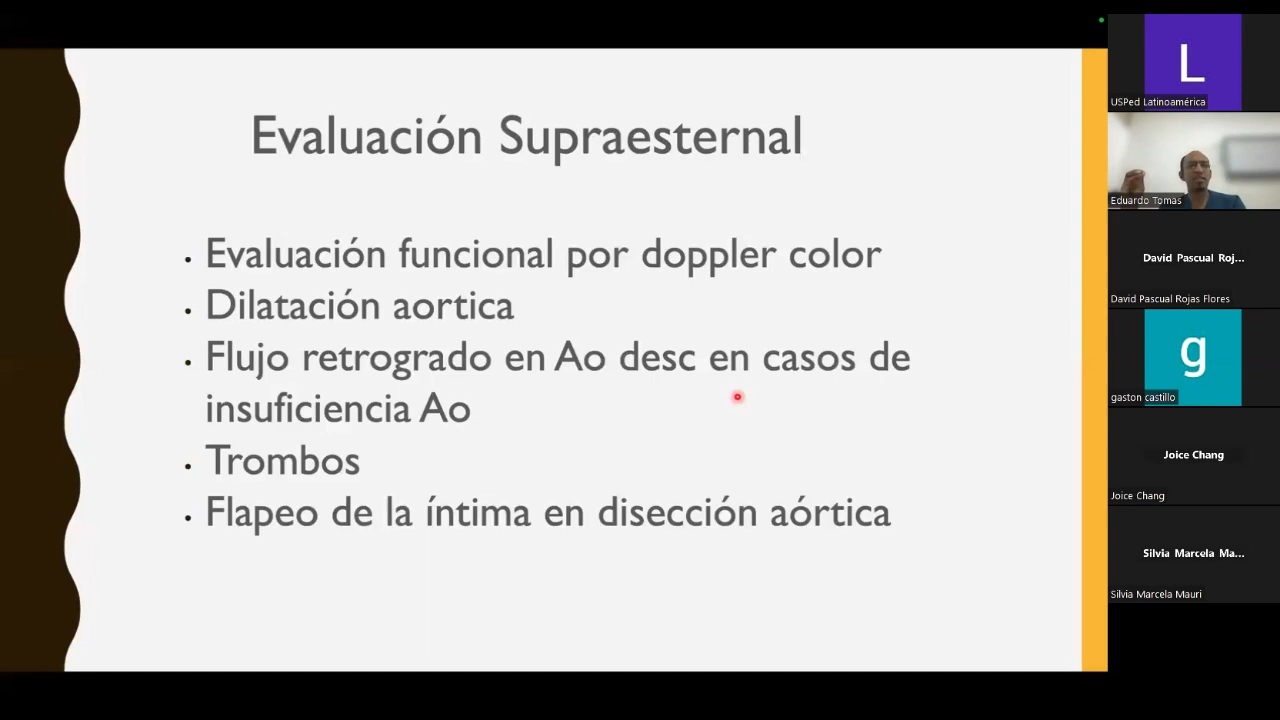 Evaluación Supraesternal
Evaluación funcional por doppler color
Dilatación aortica
Flujo retrogrado en Ao desc en casos de
insuficiencia Ao
Trombos
Flapeo de la íntima en disección aórtica
L
USPed Latinoamérica
Eduardo Tomas
David Pascual Roj...
David Pascual Rojas Flores
g
gaston castillo
Joice Chang
Joice Chang
Silvia Marcela Ma...
Silvia Marcela Mauri